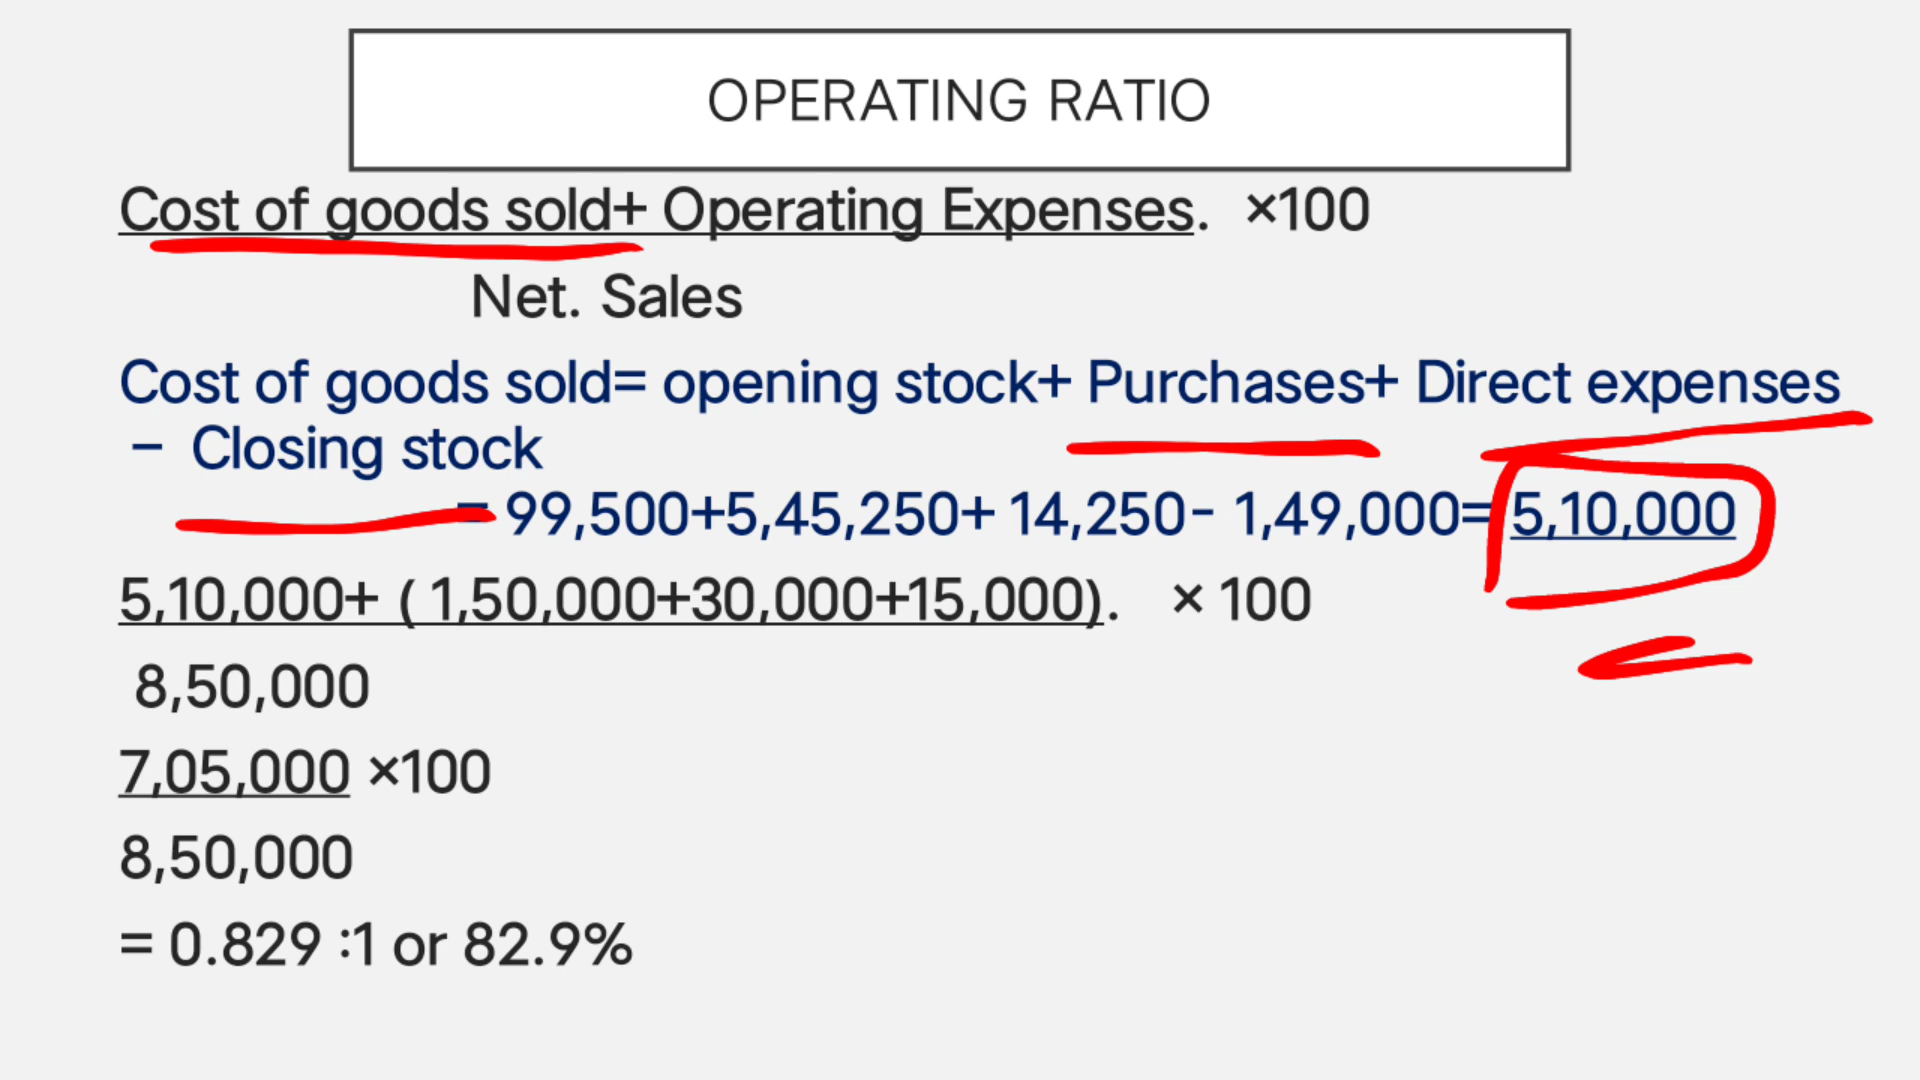 OPERATING RATIO
Cost of goods sold+ Operating Expenses. ×100
Net. Sales
Cost of goods sold= opening stock+ Purchases+ Direct expenses
– Closing stock
= 99,500+5,45,250+ 14,250- 1,49,000= 5,10,000
5,10,000+ ( 1,50,000+30,000+15,000). × 100
8,50,000
7,05,000 ×100
8,50,000
= 0.829 :1 or 82.9%